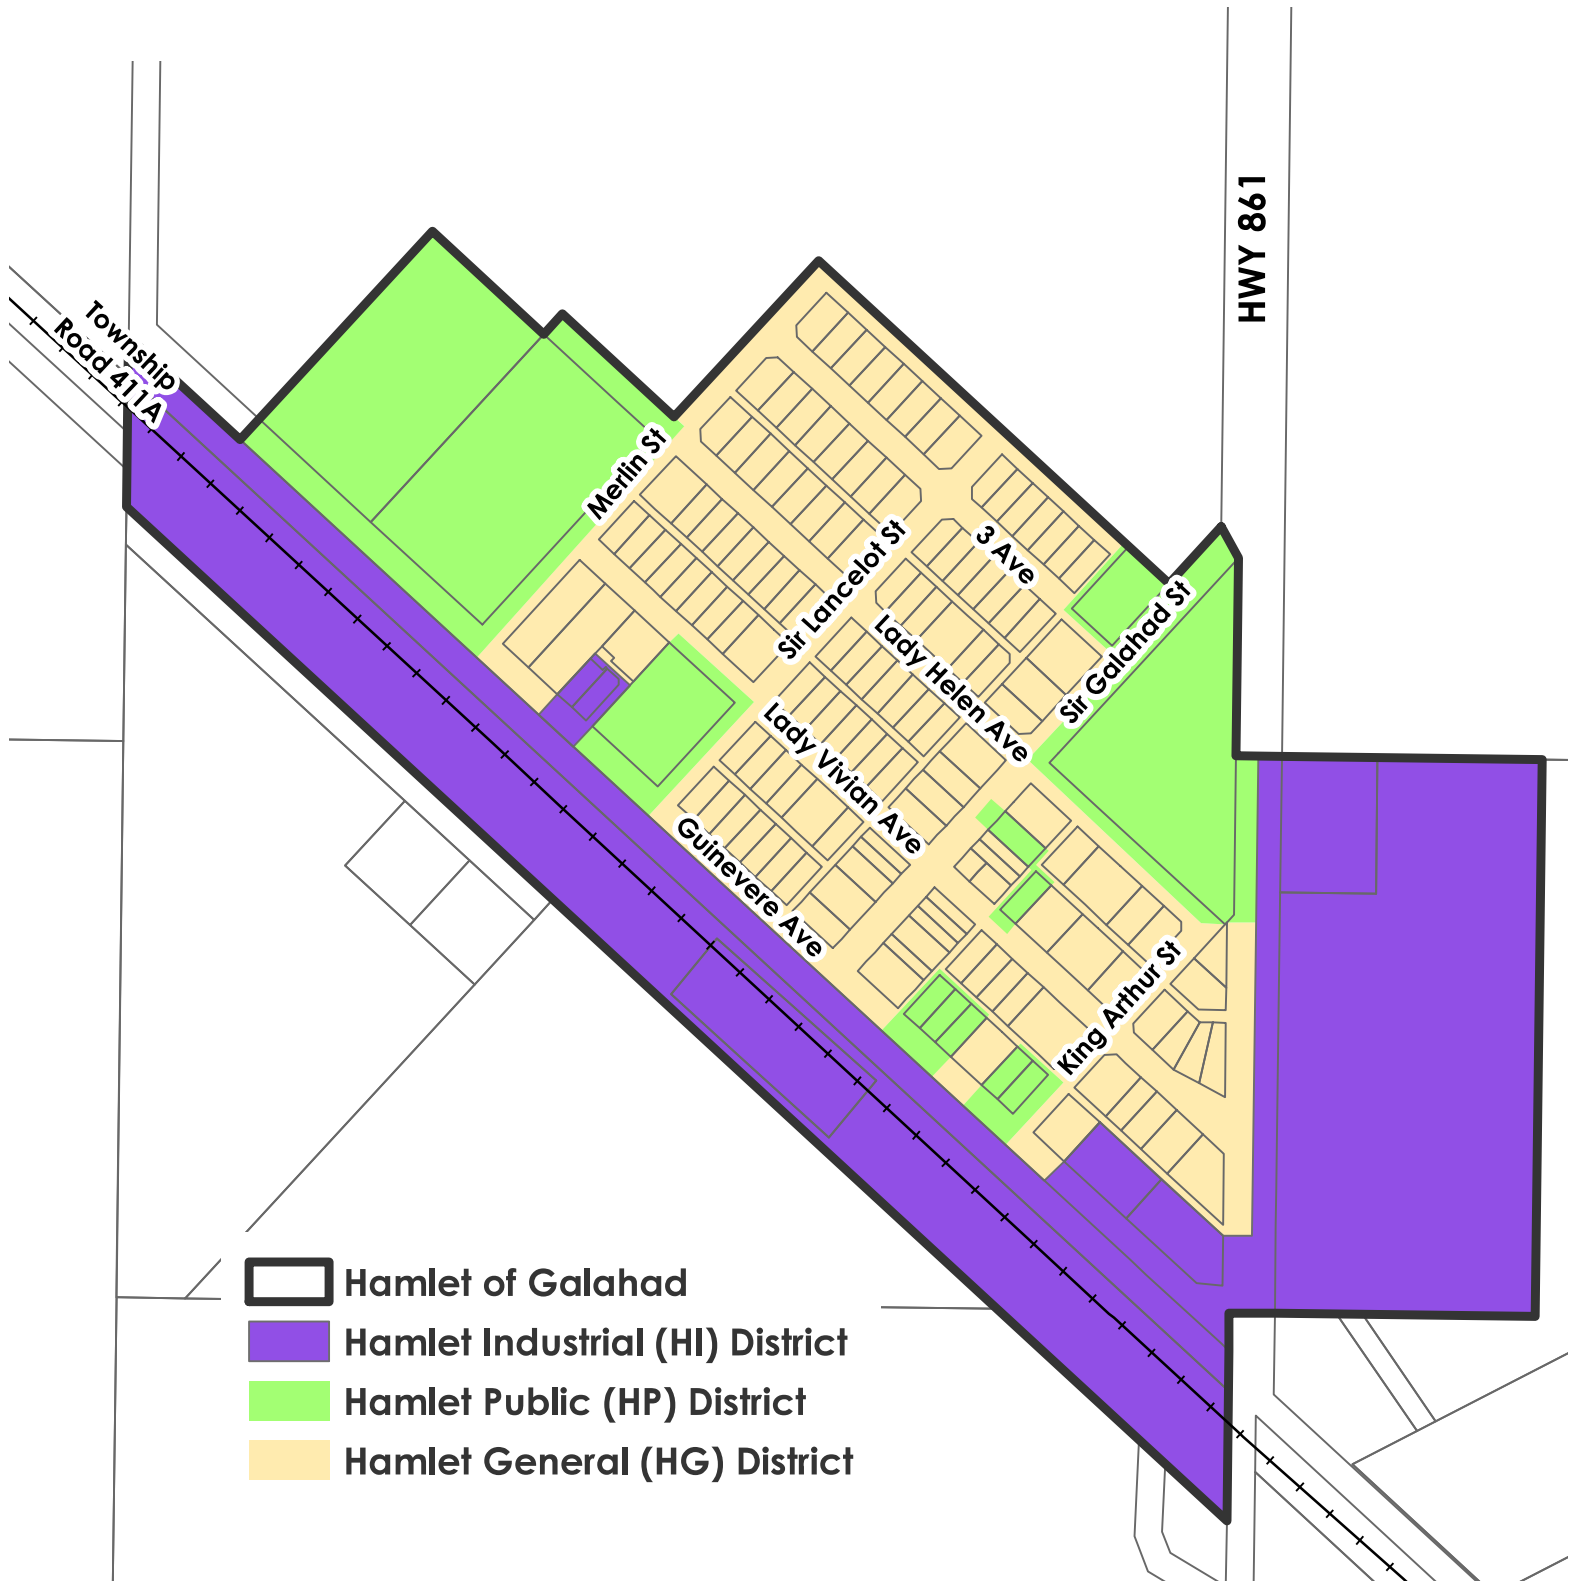 HWY 861
Township
Road 411A
Merlin St
Sir Lancelot St
3 Ave
Sir Galahad St
Lady Helen Ave
Lady Vivian Ave
Guinevere Ave
King Arthur St
Hamlet of Galahad
Hamlet Industrial (HI) District
Hamlet Public (HP) District
Hamlet General (HG) District